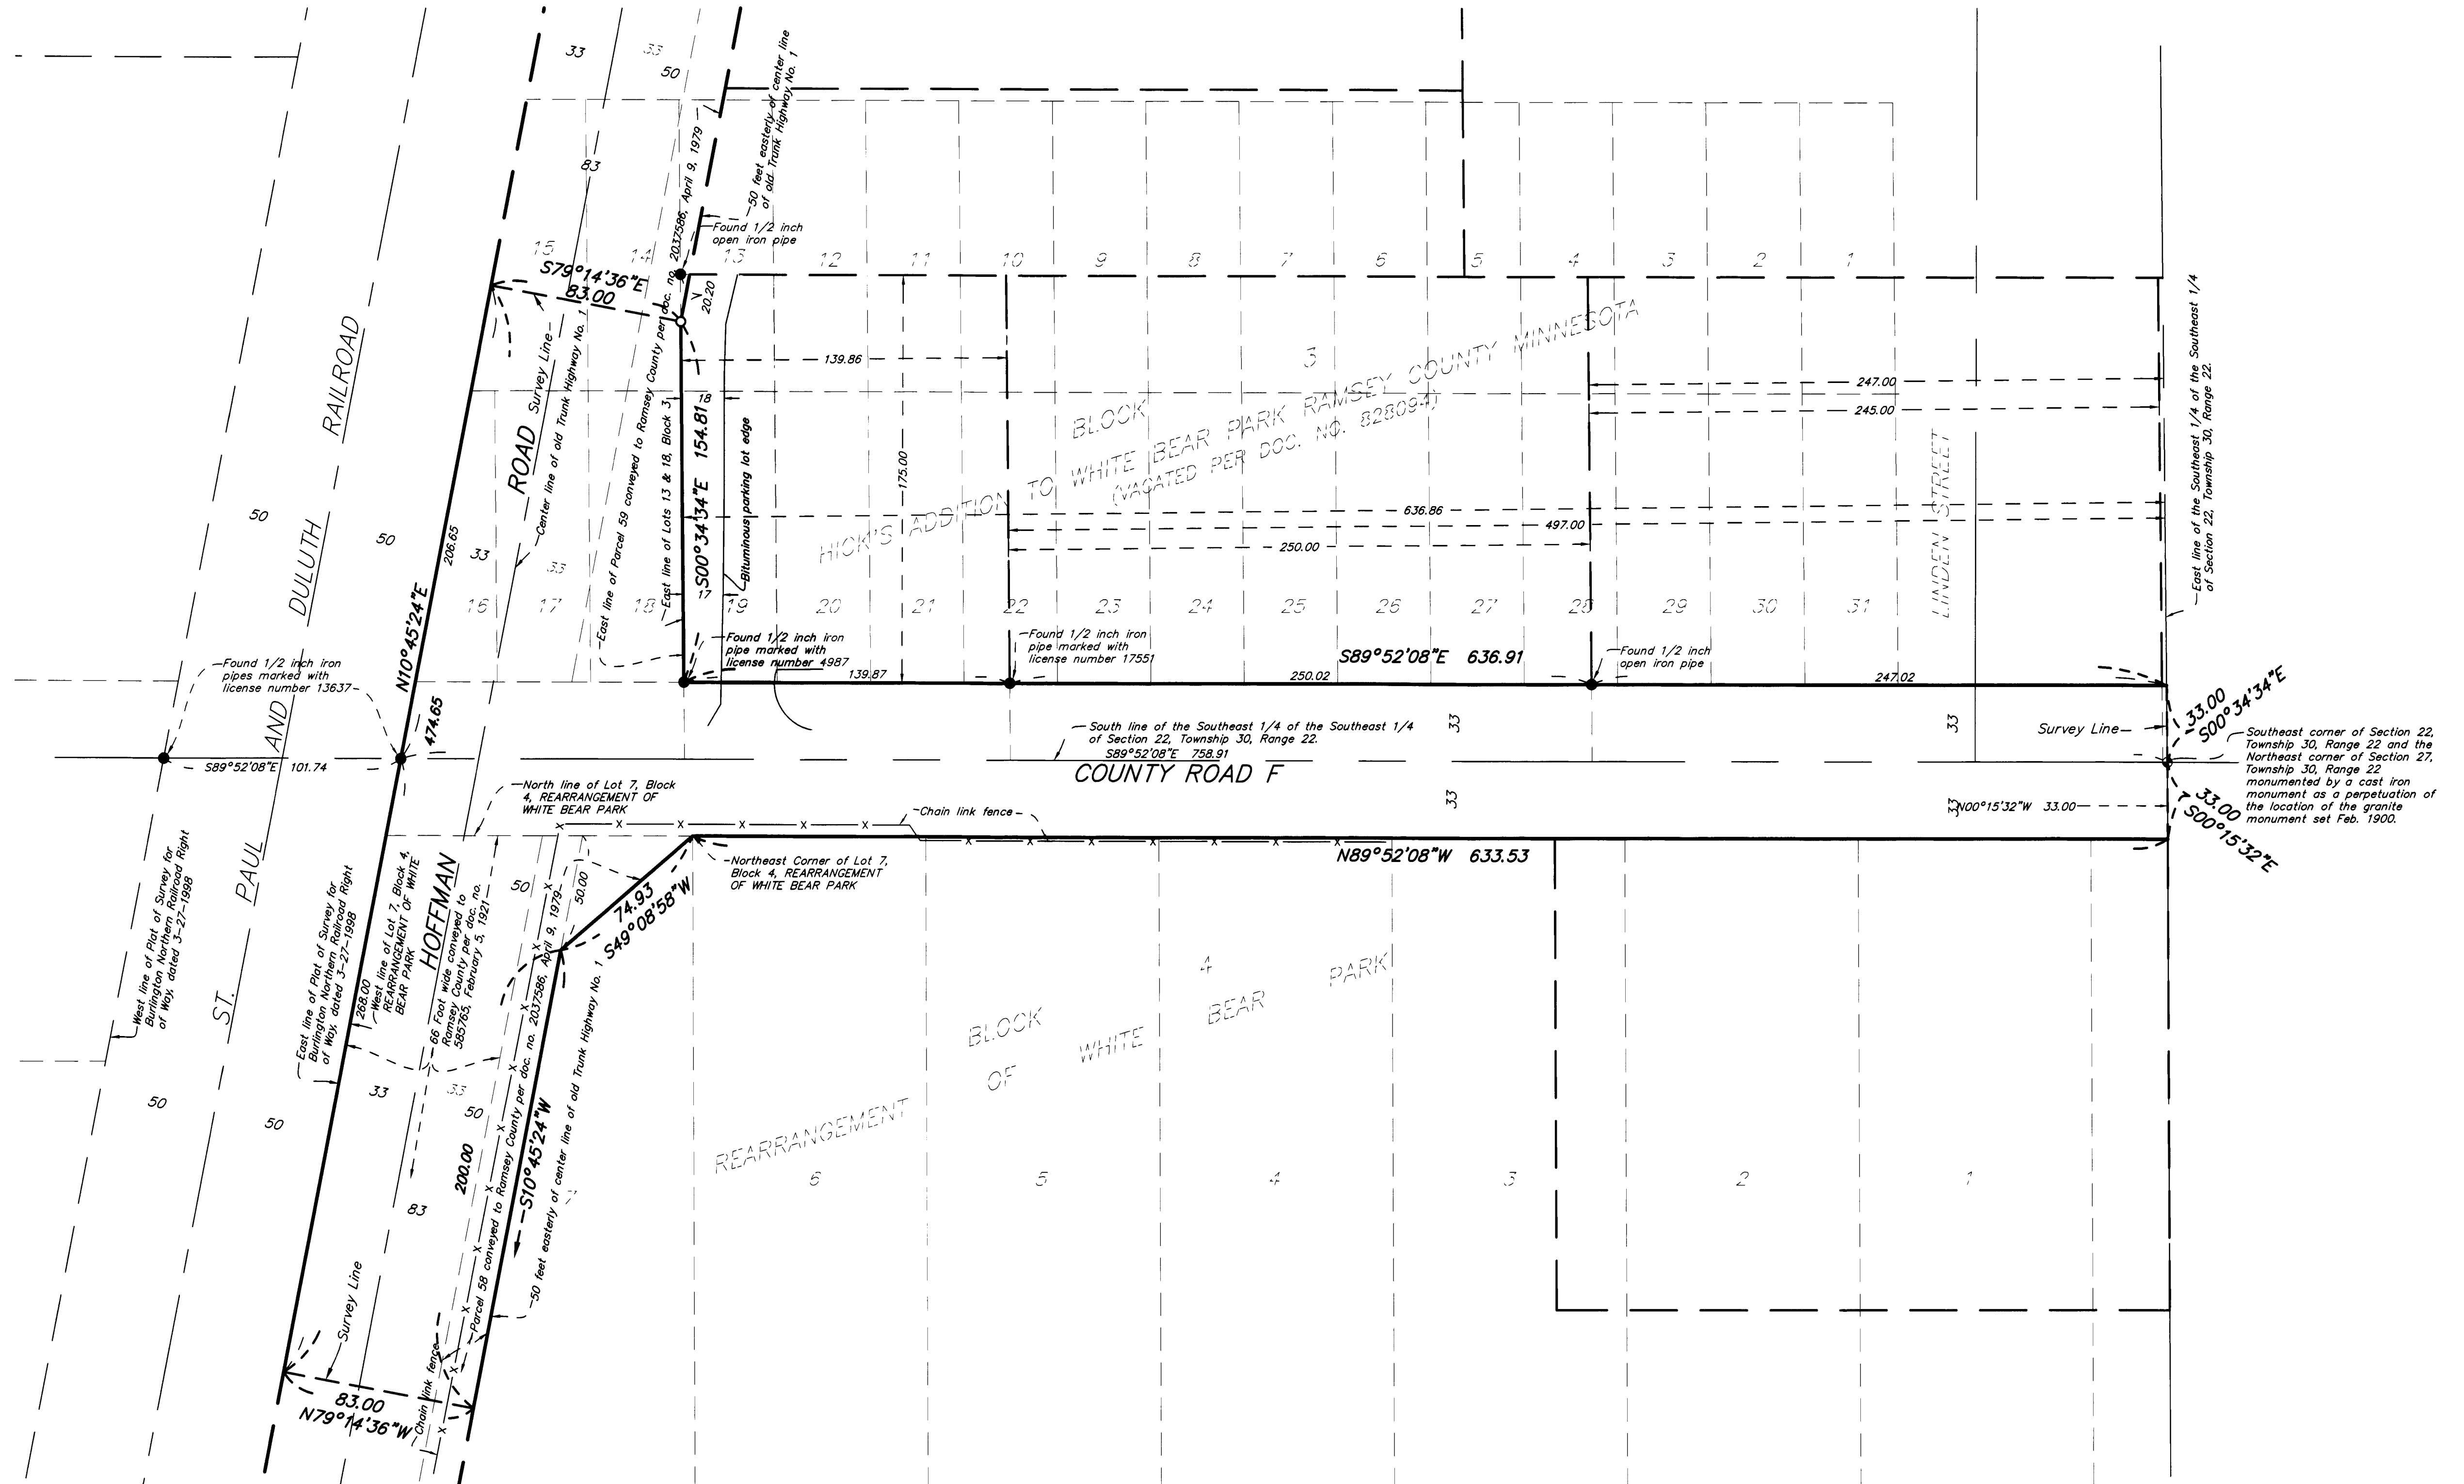 33
33
50
83
50 feet easterly of center line
of old Trunk Highway No. 1
East line of Parcel 59 conveyed to Ramsey County per doc. no. 2037586, April 9, 1979
Found 1/2 inch
open iron pipe
15
14
13
12
11
10
9
8
7
6
5
4
3
2
1
S79°14'36"E
83.00
20.20
139.86
175.00
3
BLOCK
HICK'S ADDITION TO WHITE BEAR PARK RAMSEY COUNTY MINNESOTA
(VACATED PER DOC. NO. 828094)
247.00
245.00
636.86
497.00
250.00
LINDEN STREET
East line of the Southeast 1/4 of the Southeast 1/4
of Section 22, Township 30, Range 22.
ROAD
Survey Line
Center line of old Trunk Highway No. 1
18
East line of Lots 13 & 18, Block 3
S00°34'34"E 154.81
Bituminous parking lot edge
17
50
50
206.65
33
33
N10°45'24"E
474.65
16
17
18
19
20
21
22
23
24
25
26
27
28
29
30
31
ST. PAUL AND DULUTH RAILROAD
Found 1/2 inch iron
pipes marked with
license number 13637
Found 1/2 inch iron
pipe marked with
license number 4987
Found 1/2 inch iron
pipe marked with
license number 17551
S89°52'08"E 636.91
Found 1/2 inch
open iron pipe
139.87
250.02
247.02
S89°52'08"E 101.74
South line of the Southeast 1/4 of the Southeast 1/4
of Section 22, Township 30, Range 22.
S89°52'08"E 758.91
COUNTY ROAD F
33
33
33
33
Survey Line
33.00
S00°34'34"E
Southeast corner of Section 22,
Township 30, Range 22 and the
Northeast corner of Section 27,
Township 30, Range 22
monumented by a cast iron
monument as a perpetuation of
the location of the granite
monument set Feb. 1900.
N00°15'32"W 33.00
33.00
S00°15'32"E
North line of Lot 7, Block
4, REARRANGEMENT OF
WHITE BEAR PARK
Chain link fence
Northeast Corner of Lot 7,
Block 4, REARRANGEMENT
OF WHITE BEAR PARK
N89°52'08"W 633.53
West line of Plat of Survey for
Burlington Northern Railroad Right
of Way, dated 3-27-1998
East line of Plat of Survey for
Burlington Northern Railroad Right
of Way, dated 3-27-1998
268.00
West line of Lot 7, Block 4,
REARRANGEMENT OF WHITE
BEAR PARK
HOFFMAN
66 Foot wide conveyed to
Ramsey County per doc. no.
585765, February 5, 1921
50
50.00
74.93
S49°08'58"W
50
50
33
33
50
200.00
83
Parcel 58 conveyed to Ramsey County per doc. no. 2037586, April 9, 1979
S10°45'24"W
50 feet easterly of center line of old Trunk Highway No. 1
BLOCK 4
REARRANGEMENT OF WHITE BEAR PARK
7
6
5
4
3
2
1
Survey Line
83.00
N79°14'36"W
Chain link fence